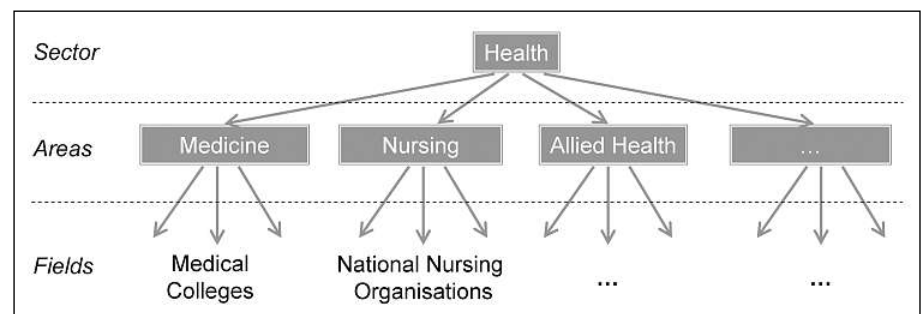 Sector
Health
Areas
Medicine
Nursing
Allied Health
...
Fields
Medical
Colleges
National Nursing
Organisations
...
...